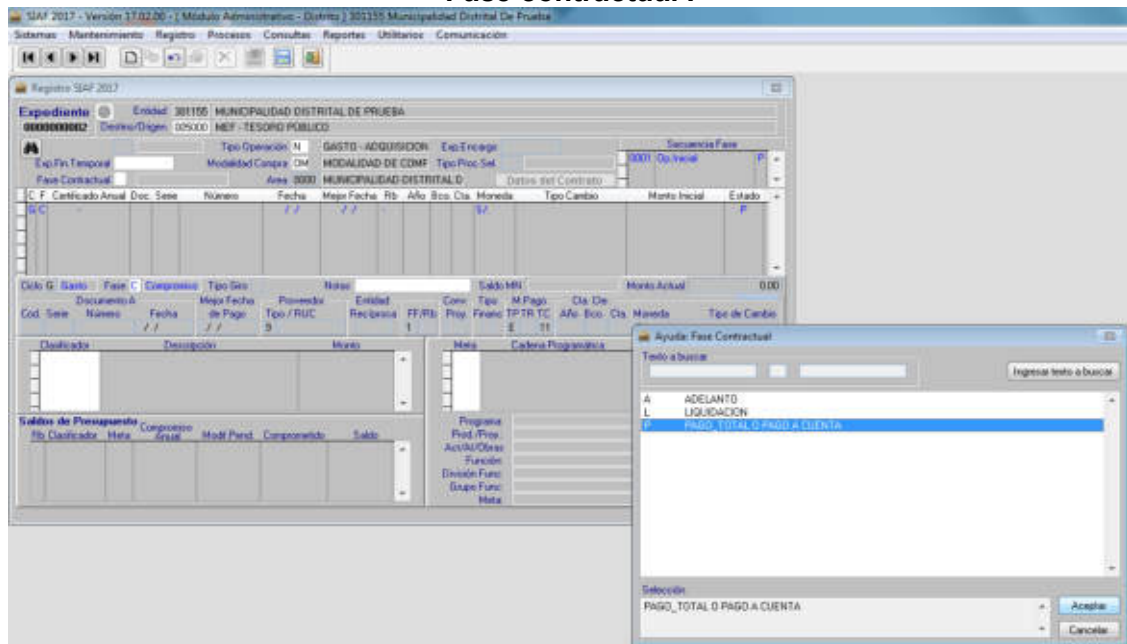 SIAF 2017 - Versión 17.02.00 - [ Módulo Administrativo - Distrito ] 301155 Municipalidad Distrital De Prueba
Sistemas Mantenimiento Registro Procesos Consultas Reportes Utilitarios Comunicación
Registro SIAF 2017
Expediente Entidad 301155 MUNICIPALIDAD DISTRITAL DE PRUEBA
0000000002 Destino/Origen 005000 MEF - TESORO PÚBLICO
Tipo Operación N GASTO - ADQUISICION Exp.Encargo Secuencia Fase
Exp.Fin.Temporal Modalidad Compra OM MODALIDAD DE COMP Tipo Proc.Sel. 0001 Op.Inicial P
Fase Contractual Area 0000 MUNICIPALIDAD DISTRITAL D Datos del Contrato
C F Certificado Anual Doc. Serie Número Fecha Mejor Fecha Rb Año Bco. Cta. Moneda Tipo Cambio Monto Inicial Estado
G C - / / / / - S/. P
Ciclo G Gasto Fase C Compromiso Tipo Giro Notas Saldo MN Monto Actual 0.00
Documento A Mejor Fecha Proveedor Entidad Conv Tipo M.Pago Cta. Cte
Cod. Serie Número Fecha de Pago Tipo / RUC Recíproca FF/Rb Proy. Financ TP TR TC Año Bco. Cta. Moneda Tipo de Cambio
/ / / / 9 1 E 11
Clasificador Descripción Monto Meta Cadena Programática
Saldos de Presupuesto
Rb Clasificador Meta Compromiso Anual Modif.Pend. Comprometido Saldo
Programa
Prod./Proy.
Act/AI/Obras
Función
División Func
Grupo Func
Meta
Ayuda: Fase Contractual
Texto a buscar
Ingresar texto a buscar
A ADELANTO
L LIQUIDACION
P PAGO_TOTAL O PAGO A CUENTA
Selección
PAGO_TOTAL O PAGO A CUENTA
Aceptar
Cancelar